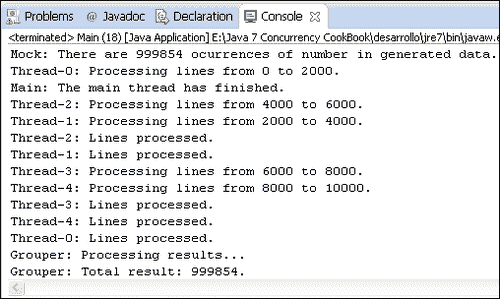 Problems @ Javadoc Declaration Console
<terminated> Main (18) [Java Application] E:\Java 7 Concurrency CookBook\desarrollo\jre7\bin\javaw.e
Mock: There are 999854 ocurrences of number in generated data.
Thread-0: Processing lines from 0 to 2000.
Main: The main thread has finished.
Thread-2: Processing lines from 4000 to 6000.
Thread-1: Processing lines from 2000 to 4000.
Thread-2: Lines processed.
Thread-1: Lines processed.
Thread-3: Processing lines from 6000 to 8000.
Thread-4: Processing lines from 8000 to 10000.
Thread-3: Lines processed.
Thread-4: Lines processed.
Thread-0: Lines processed.
Grouper: Processing results...
Grouper: Total result: 999854.